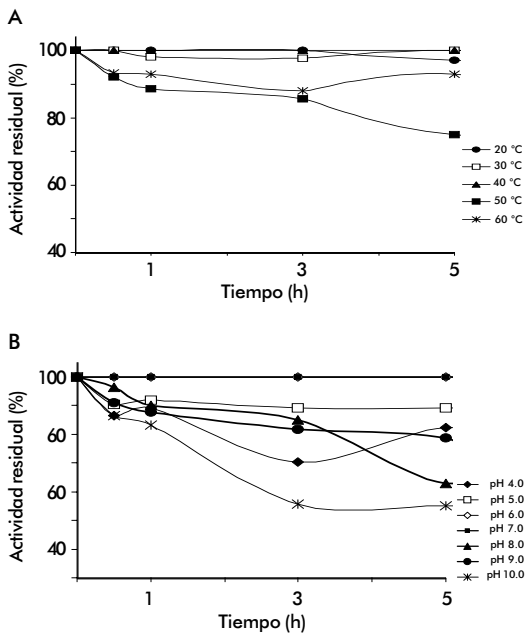 A
100
80
60
40
Actividad residual (%)
1
3
5
Tiempo (h)
20 °C
30 °C
40 °C
50 °C
60 °C
B
100
60
60
40
Actividad residual (%)
1
3
5
Tiempo (h)
pH 4.0
pH 5.0
pH 6.0
pH 7.0
pH 8.0
pH 9.0
pH 10.0